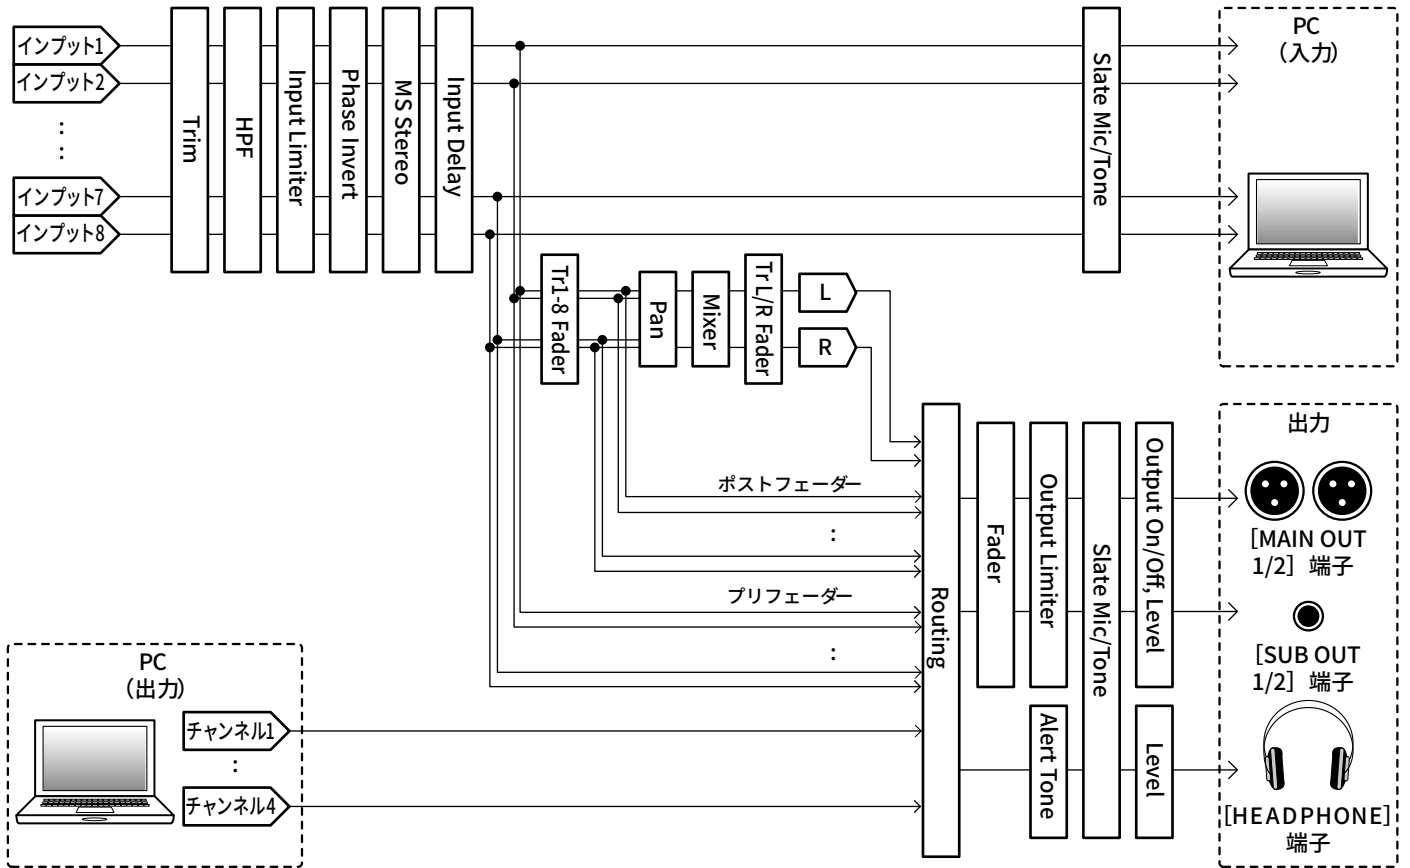 インプット1
インプット2
：
：
インプット7
インプット8
Trim
HPF
Input Limiter
Phase Invert
MS Stereo
Input Delay
Slate Mic/Tone
PC
（入力）
Tr1-8 Fader
Pan
Mixer
Tr L/R Fader
L
R
ポストフェーダー
：
プリフェーダー
：
Routing
Fader
Output Limiter
Slate Mic/Tone
Output On/Off, Level
Alert Tone
Level
出力
［MAIN OUT
1/2］端子
［SUB OUT
1/2］端子
［HEADPHONE］
端子
PC
（出力）
チャンネル1
：
チャンネル4